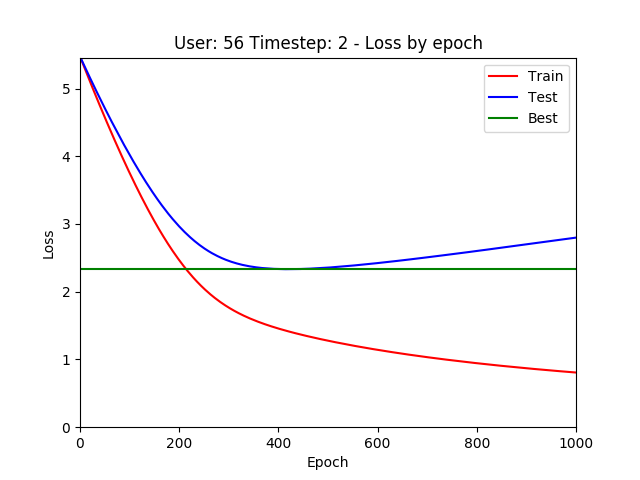 User: 56 Timestep: 2 - Loss by epoch
Train
Test
Best
Loss
5
4
3
2
1
0
0 200 400 600 800 1000
Epoch